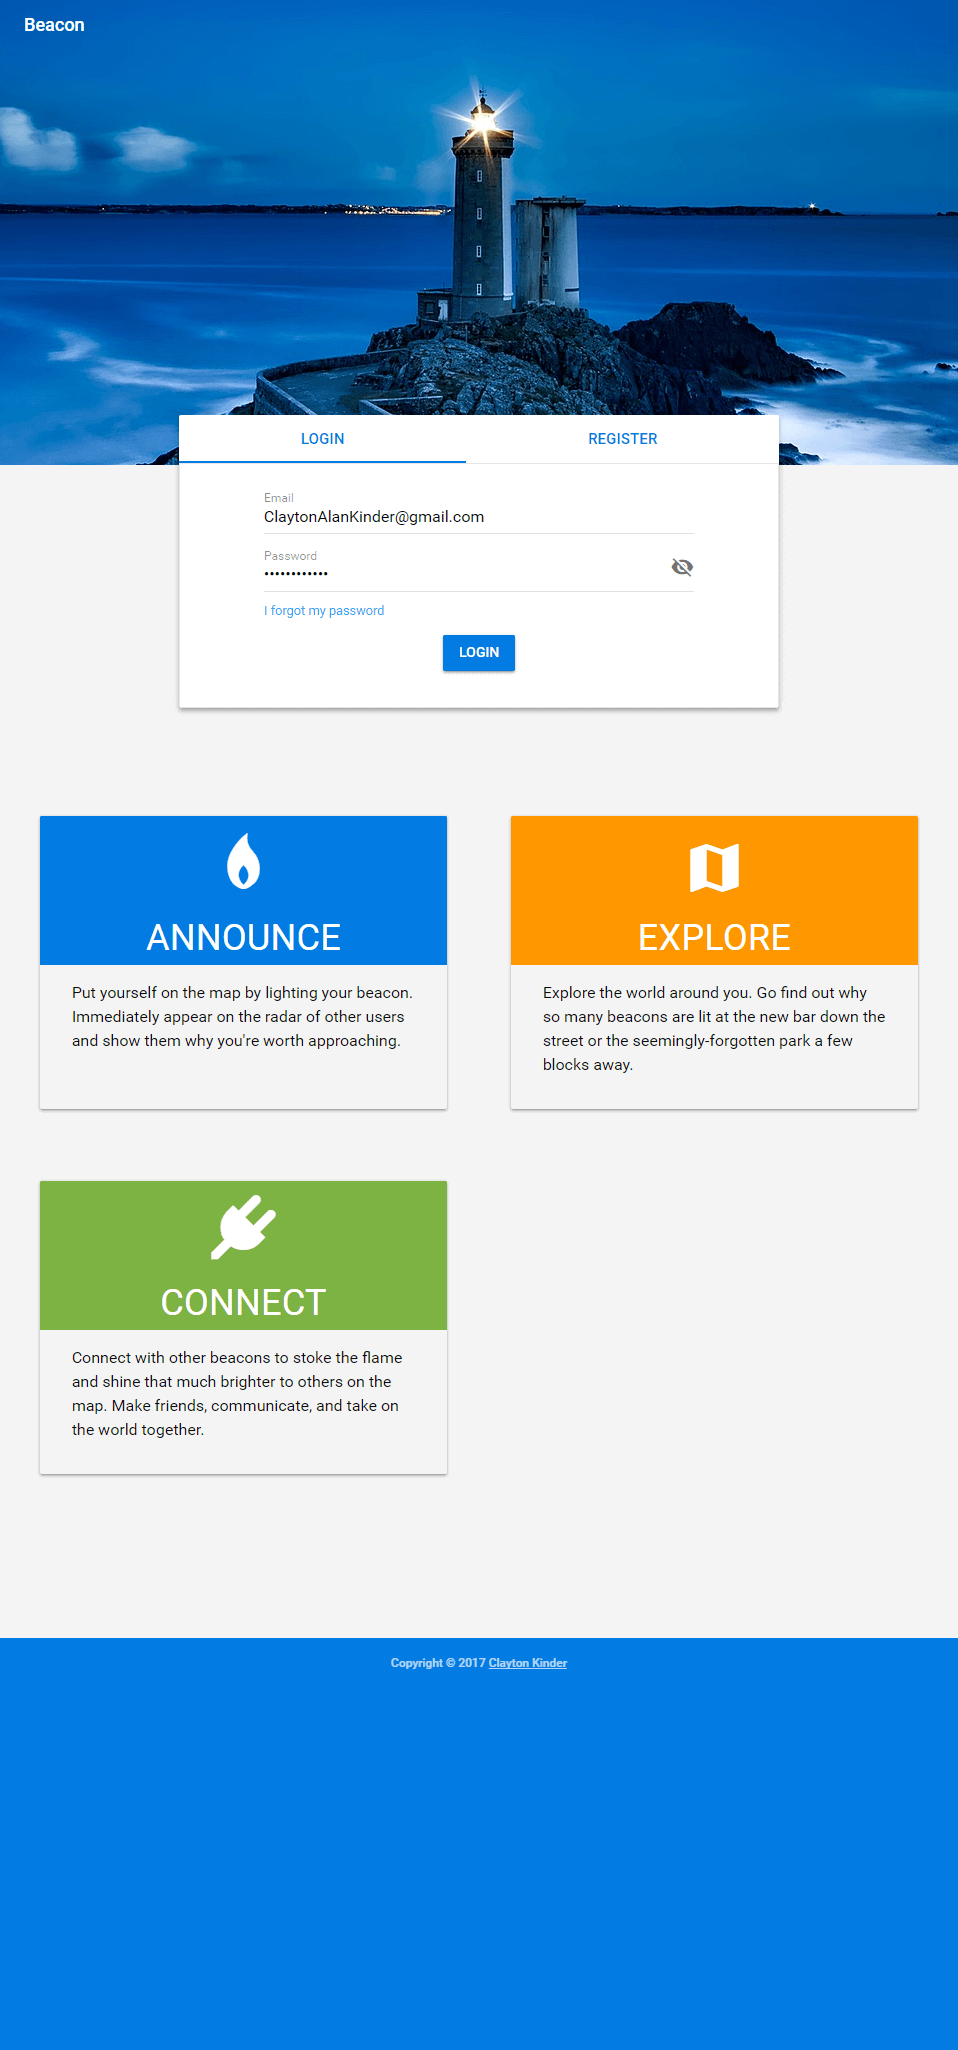 Beacon
LOGIN
REGISTER
Email
ClaytonAlanKinder@gmail.com
Password
••••••••••••
I forgot my password
LOGIN
ANNOUNCE
Put yourself on the map by lighting your beacon.
Immediately appear on the radar of other users
and show them why you're worth approaching.
EXPLORE
Explore the world around you. Go find out why
so many beacons are lit at the new bar down the
street or the seemingly-forgotten park a few
blocks away.
CONNECT
Connect with other beacons to stoke the flame
and shine that much brighter to others on the
map. Make friends, communicate, and take on
the world together.
Copyright © 2017 Clayton Kinder